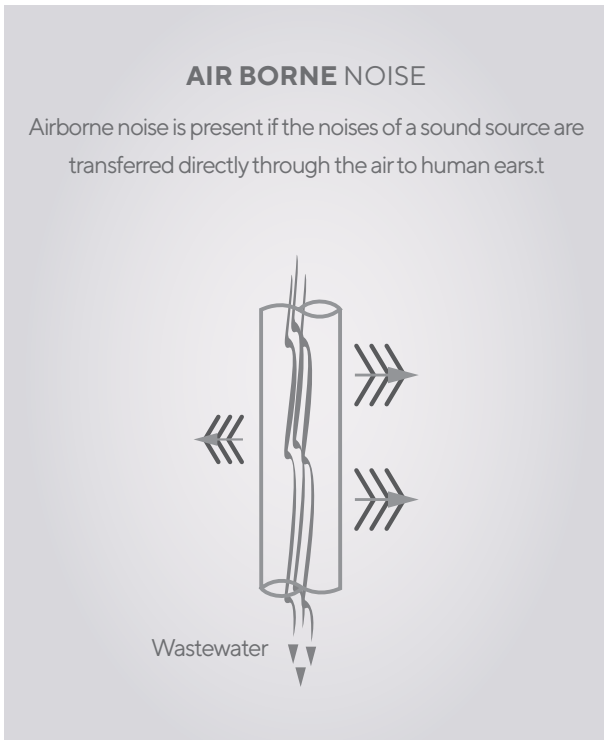 AIR BORNE NOISE
Airborne noise is present if the noises of a sound source are
transferred directly through the air to human ears.t
Wastewater